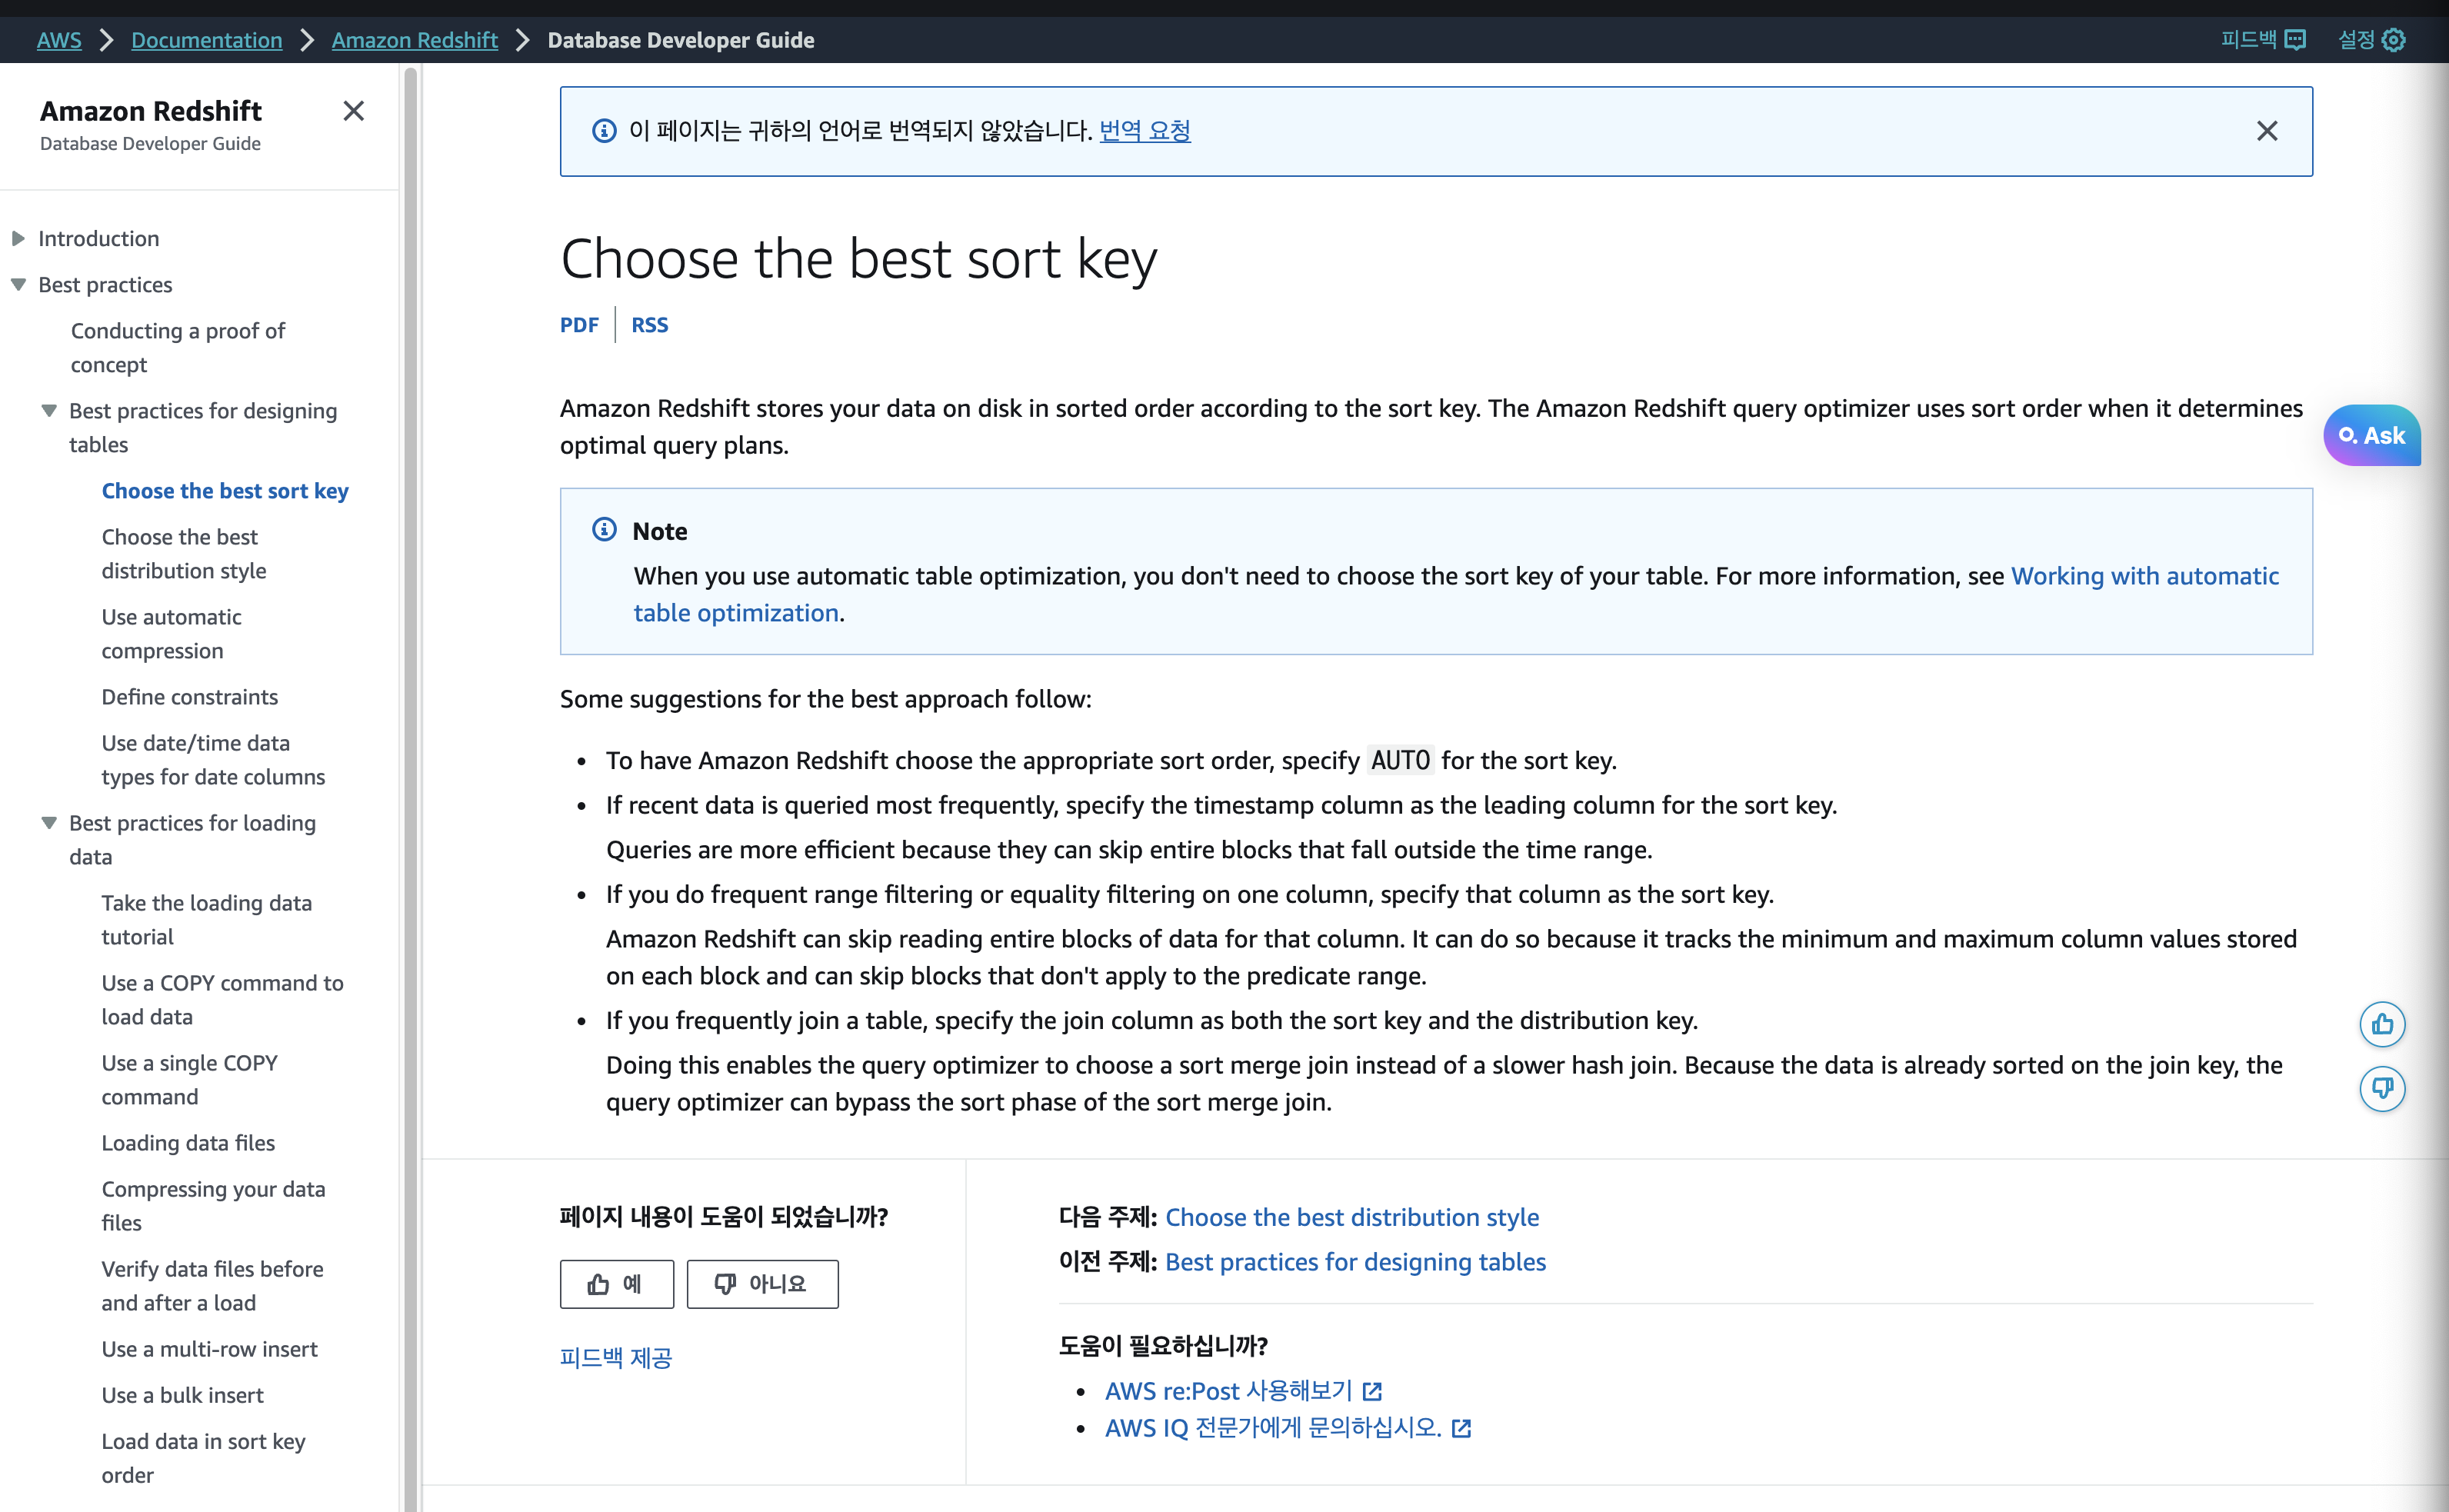 AWS > Documentation > Amazon Redshift > Database Developer Guide
피드백 설정
Amazon Redshift
Database Developer Guide
Introduction
Best practices
Conducting a proof of
concept
Best practices for designing
tables
Choose the best sort key
Choose the best
distribution style
Use automatic
compression
Define constraints
Use date/time data
types for date columns
Best practices for loading
data
Take the loading data
tutorial
Use a COPY command to
load data
Use a single COPY
command
Loading data files
Compressing your data
files
Verify data files before
and after a load
Use a multi-row insert
Use a bulk insert
Load data in sort key
order
이 페이지는 귀하의 언어로 번역되지 않았습니다. 번역 요청
Choose the best sort key
PDF | RSS
Amazon Redshift stores your data on disk in sorted order according to the sort key. The Amazon Redshift query optimizer uses sort order when it determines
optimal query plans.
Note
When you use automatic table optimization, you don't need to choose the sort key of your table. For more information, see Working with automatic
table optimization.
Some suggestions for the best approach follow:
• To have Amazon Redshift choose the appropriate sort order, specify AUTO for the sort key.
• If recent data is queried most frequently, specify the timestamp column as the leading column for the sort key.
Queries are more efficient because they can skip entire blocks that fall outside the time range.
• If you do frequent range filtering or equality filtering on one column, specify that column as the sort key.
Amazon Redshift can skip reading entire blocks of data for that column. It can do so because it tracks the minimum and maximum column values stored
on each block and can skip blocks that don't apply to the predicate range.
• If you frequently join a table, specify the join column as both the sort key and the distribution key.
Doing this enables the query optimizer to choose a sort merge join instead of a slower hash join. Because the data is already sorted on the join key, the
query optimizer can bypass the sort phase of the sort merge join.
Ask
페이지 내용이 도움이 되었습니까?
예 아니요
피드백 제공
다음 주제: Choose the best distribution style
이전 주제: Best practices for designing tables
도움이 필요하십니까?
• AWS re:Post 사용해보기
• AWS IQ 전문가에게 문의하십시오.